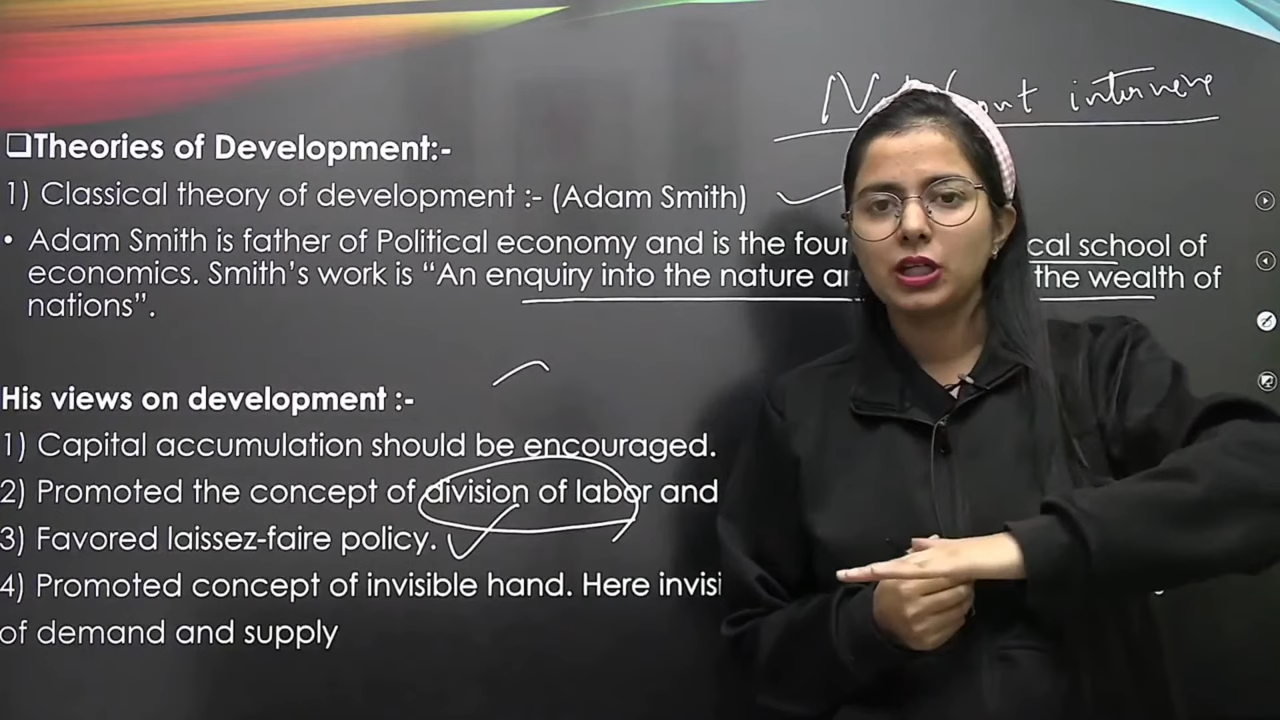 intervene
☐Theories of Development:-
1) Classical theory of development :- (Adam Smith)
• Adam Smith is father of Political economy and is the school of
economics. Smith's work is “An enquiry into the nature the wealth of
nations”.
His views on development :-
1) Capital accumulation should be encouraged.
2) Promoted the concept of division of labor and
3) Favored laissez-faire policy.
4) Promoted concept of invisible hand. Here
of demand and supply